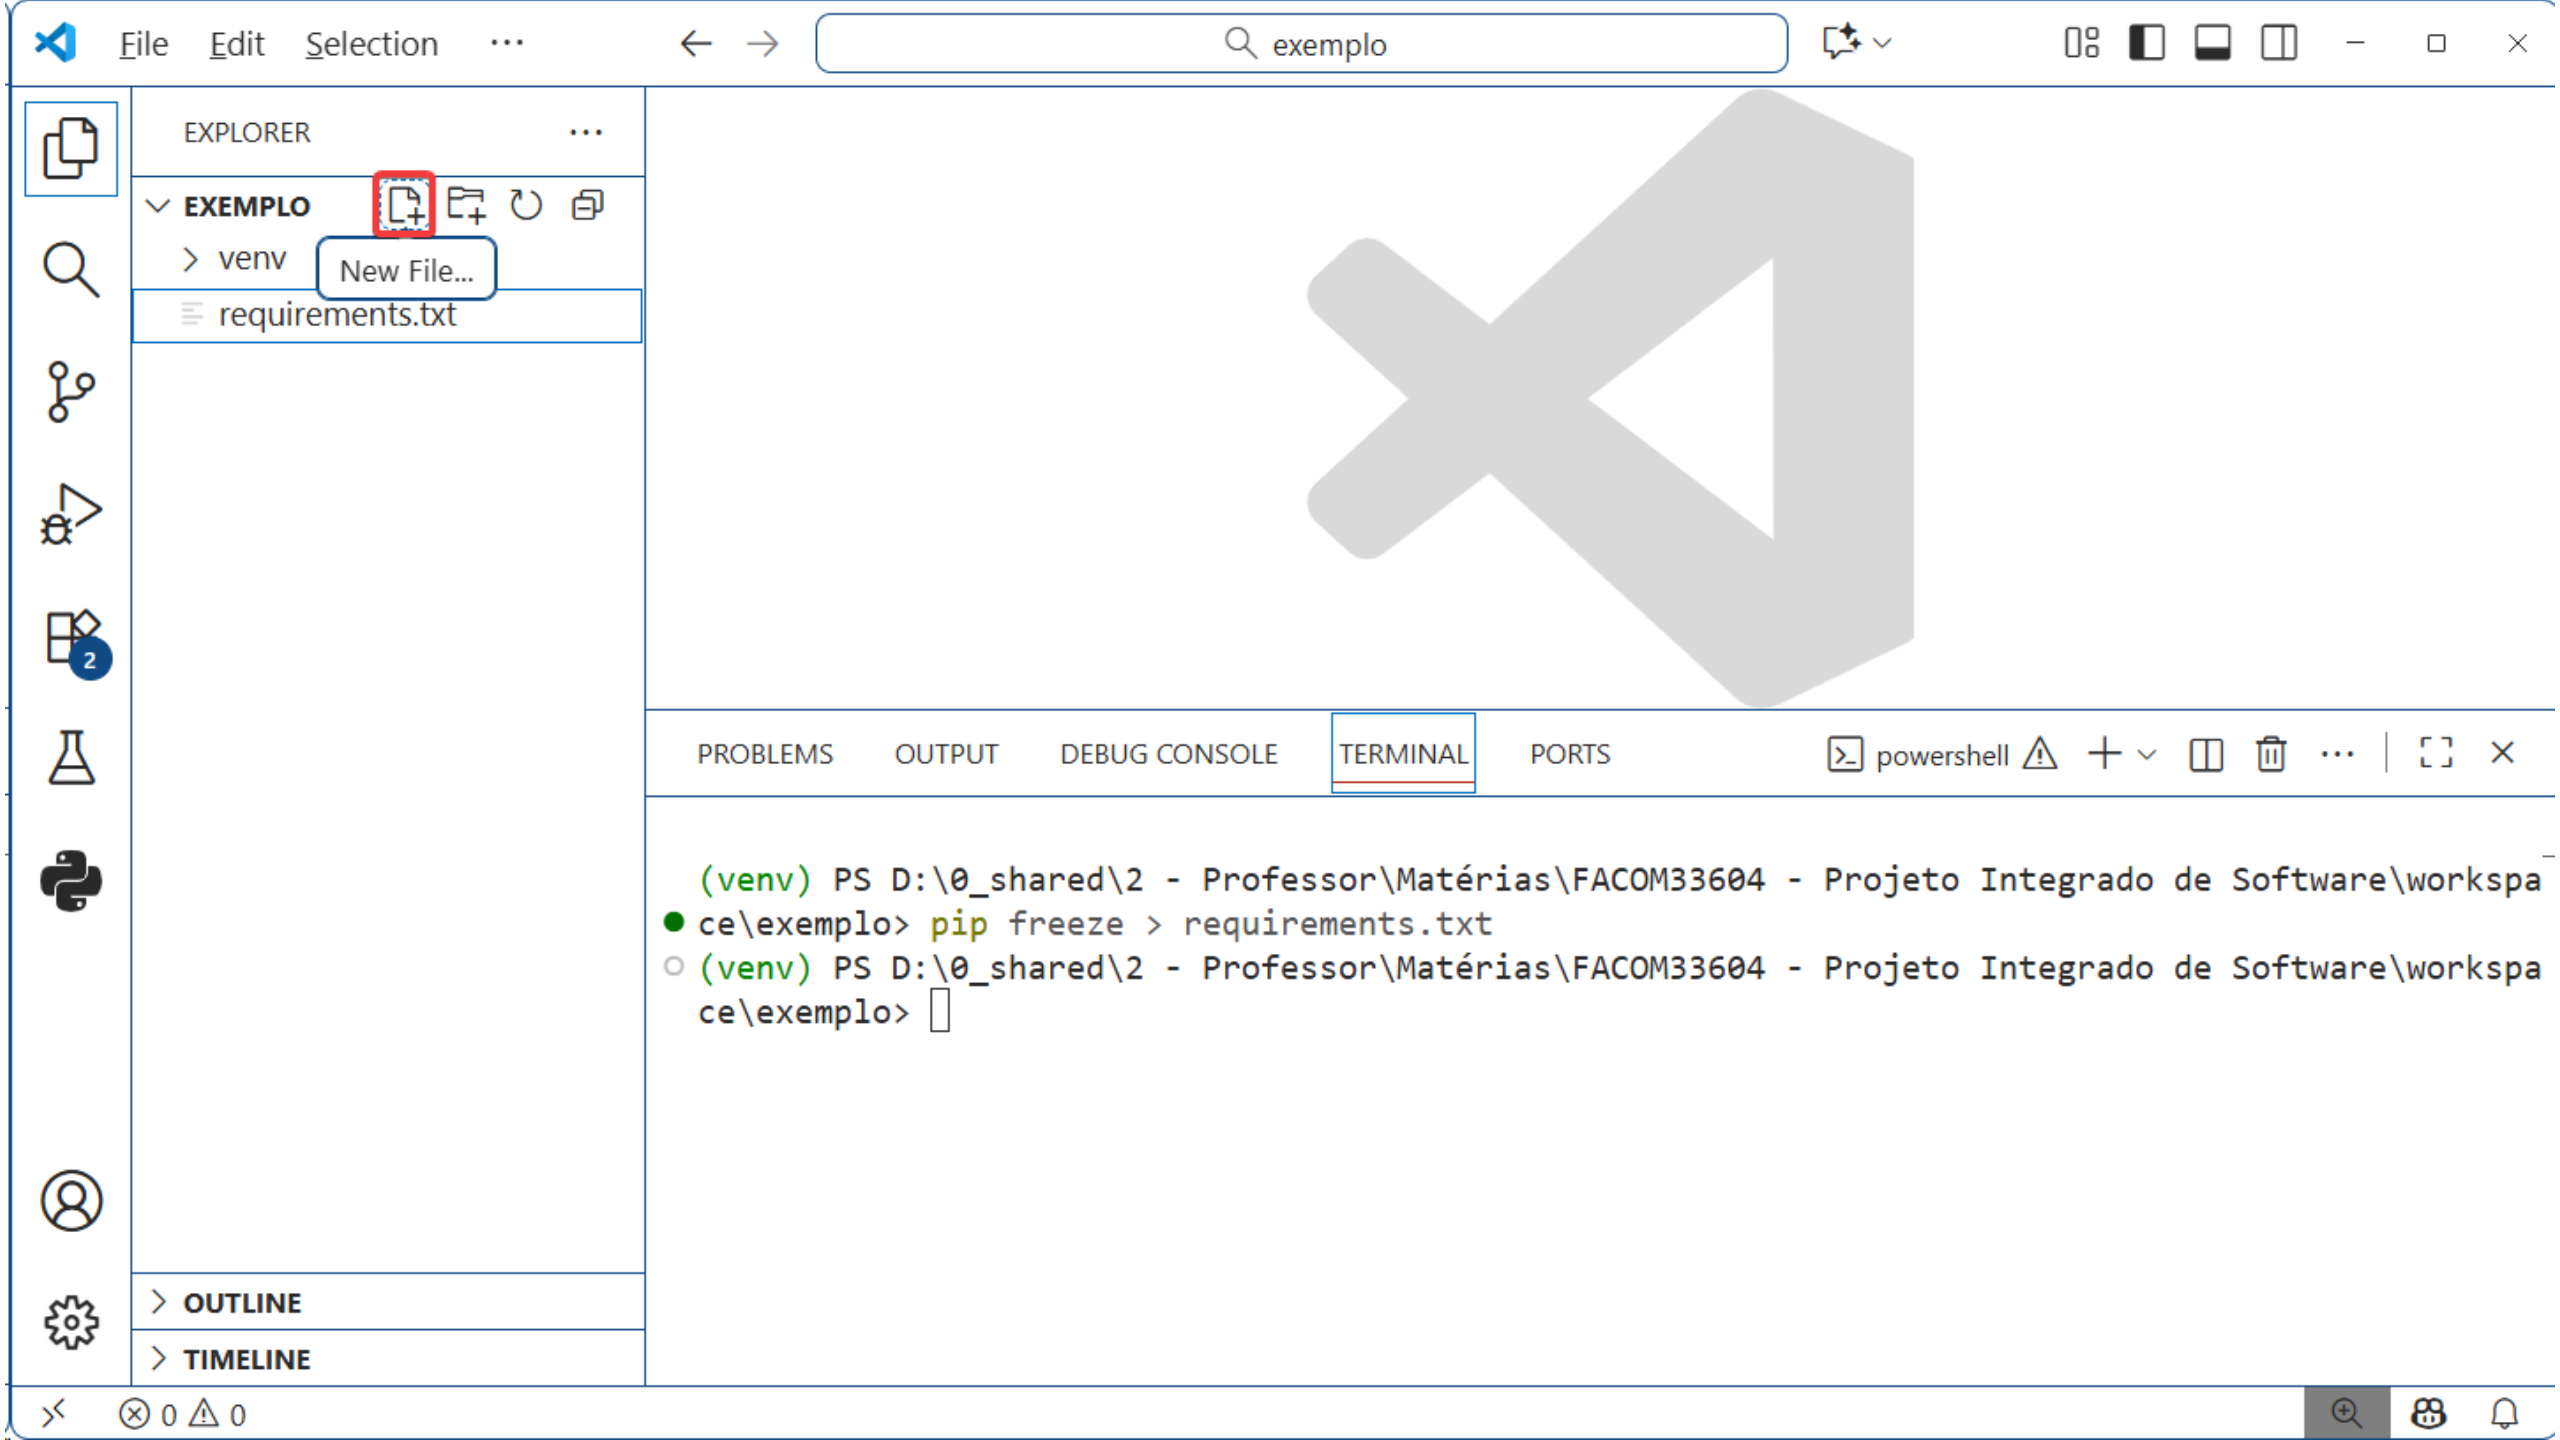 File Edit Selection ···
exemplo
EXPLORER
EXEMPLO
New File...
venv
requirements.txt
2
OUTLINE
TIMELINE
PROBLEMS OUTPUT DEBUG CONSOLE TERMINAL PORTS
powershell
(venv) PS D:\0_shared\2 - Professor\Matérias\FACOM33604 - Projeto Integrado de Software\workspa
ce\exemplo> pip freeze > requirements.txt
(venv) PS D:\0_shared\2 - Professor\Matérias\FACOM33604 - Projeto Integrado de Software\workspa
ce\exemplo>
0 0